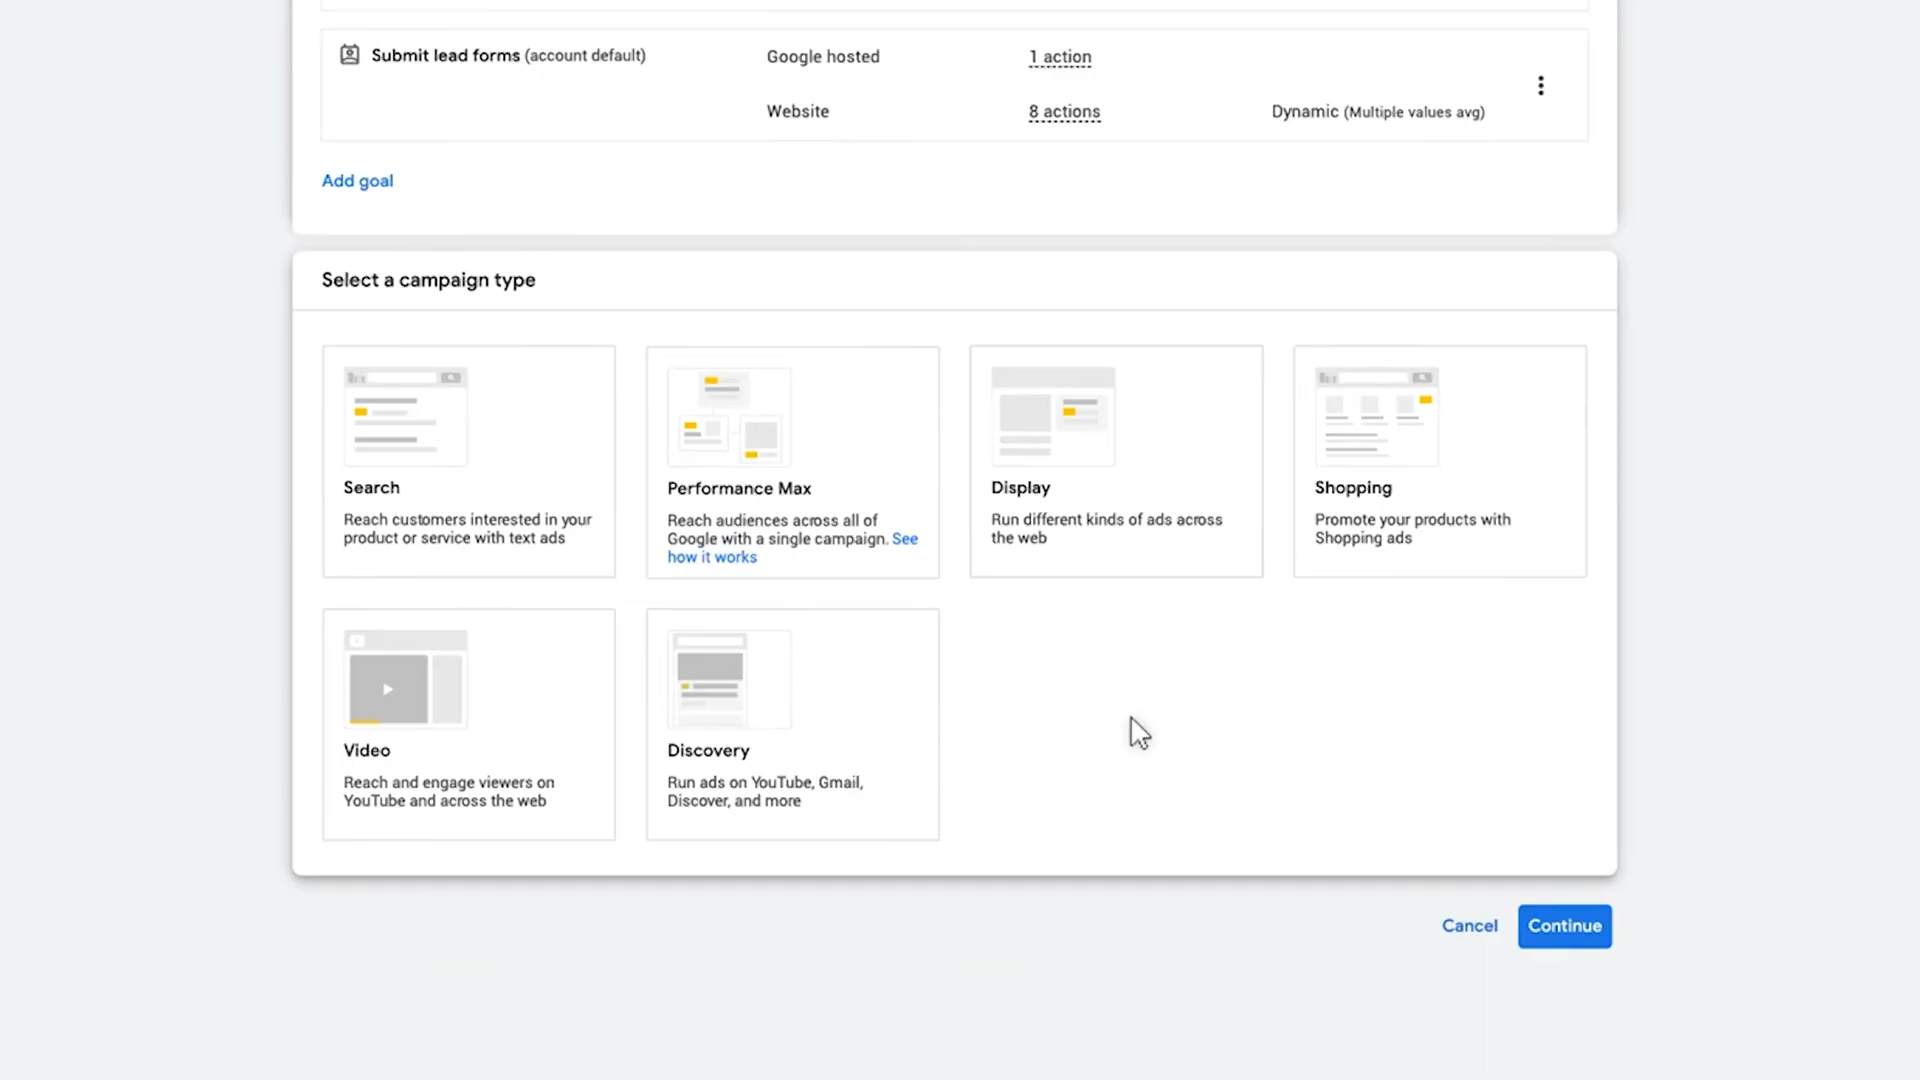 Submit lead forms (account default)
Google hosted
1 action
Website
8 actions
Dynamic (Multiple values avg)
Add goal
Select a campaign type
Search
Reach customers interested in your
product or service with text ads
Performance Max
Reach audiences across all of
Google with a single campaign. See
how it works
Display
Run different kinds of ads across
the web
Shopping
Promote your products with
Shopping ads
Video
Reach and engage viewers on
YouTube and across the web
Discovery
Run ads on YouTube, Gmail,
Discover, and more
Cancel
Continue